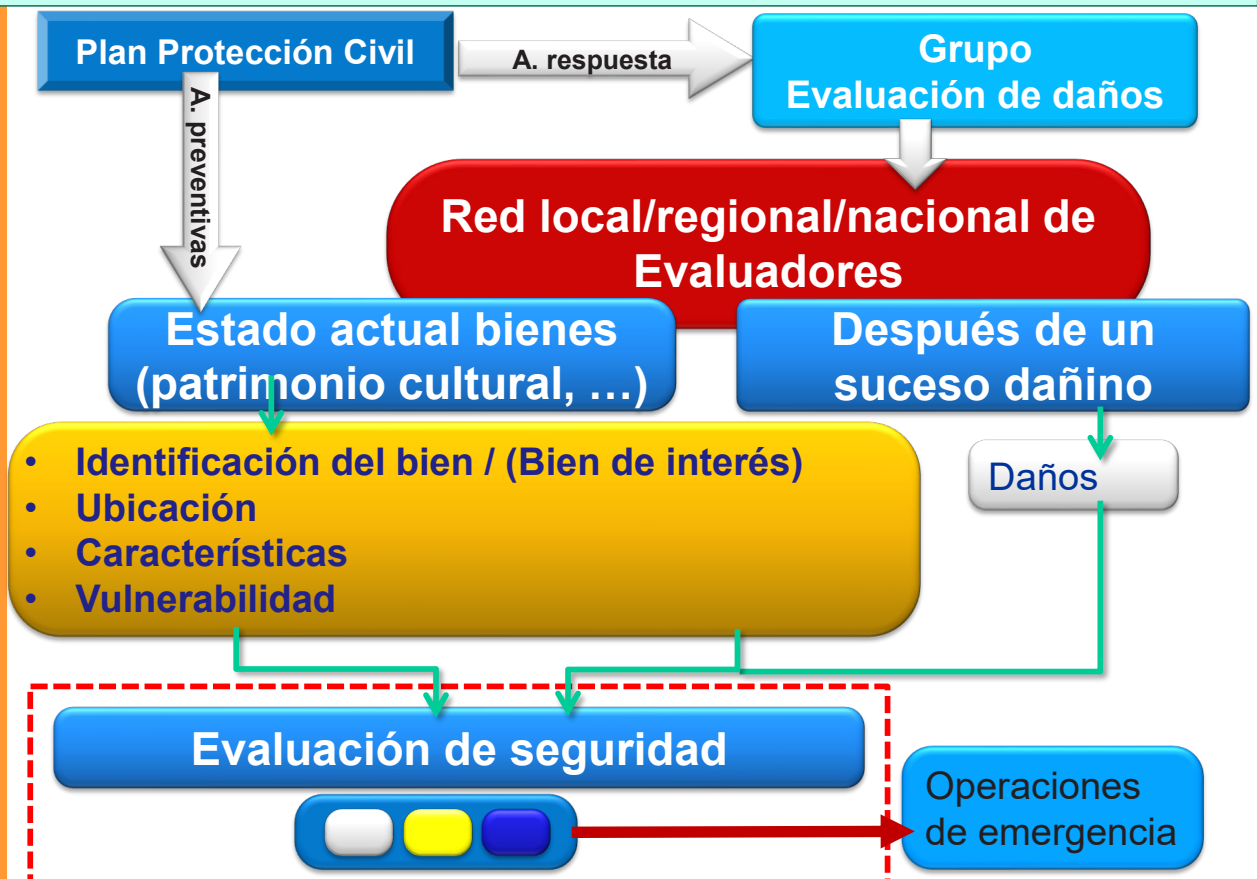 Plan Protección Civil
A. respuesta
Grupo
Evaluación de daños
A. preventivas
Red local/regional/nacional de
Evaluadores
Estado actual bienes
(patrimonio cultural, …)
Después de un
suceso dañino
• Identificación del bien / (Bien de interés)
• Ubicación
• Características
• Vulnerabilidad
Daños
Evaluación de seguridad
Operaciones
de emergencia